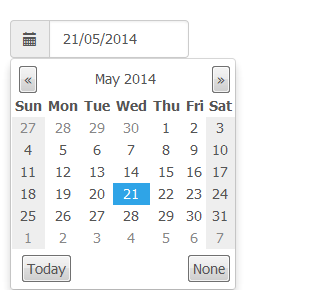 21/05/2014
« May 2014 »
Sun Mon Tue Wed Thu Fri Sat
27 28 29 30 1 2 3
4 5 6 7 8 9 10
11 12 13 14 15 16 17
18 19 20 21 22 23 24
25 26 27 28 29 30 31
1 2 3 4 5 6 7
Today None